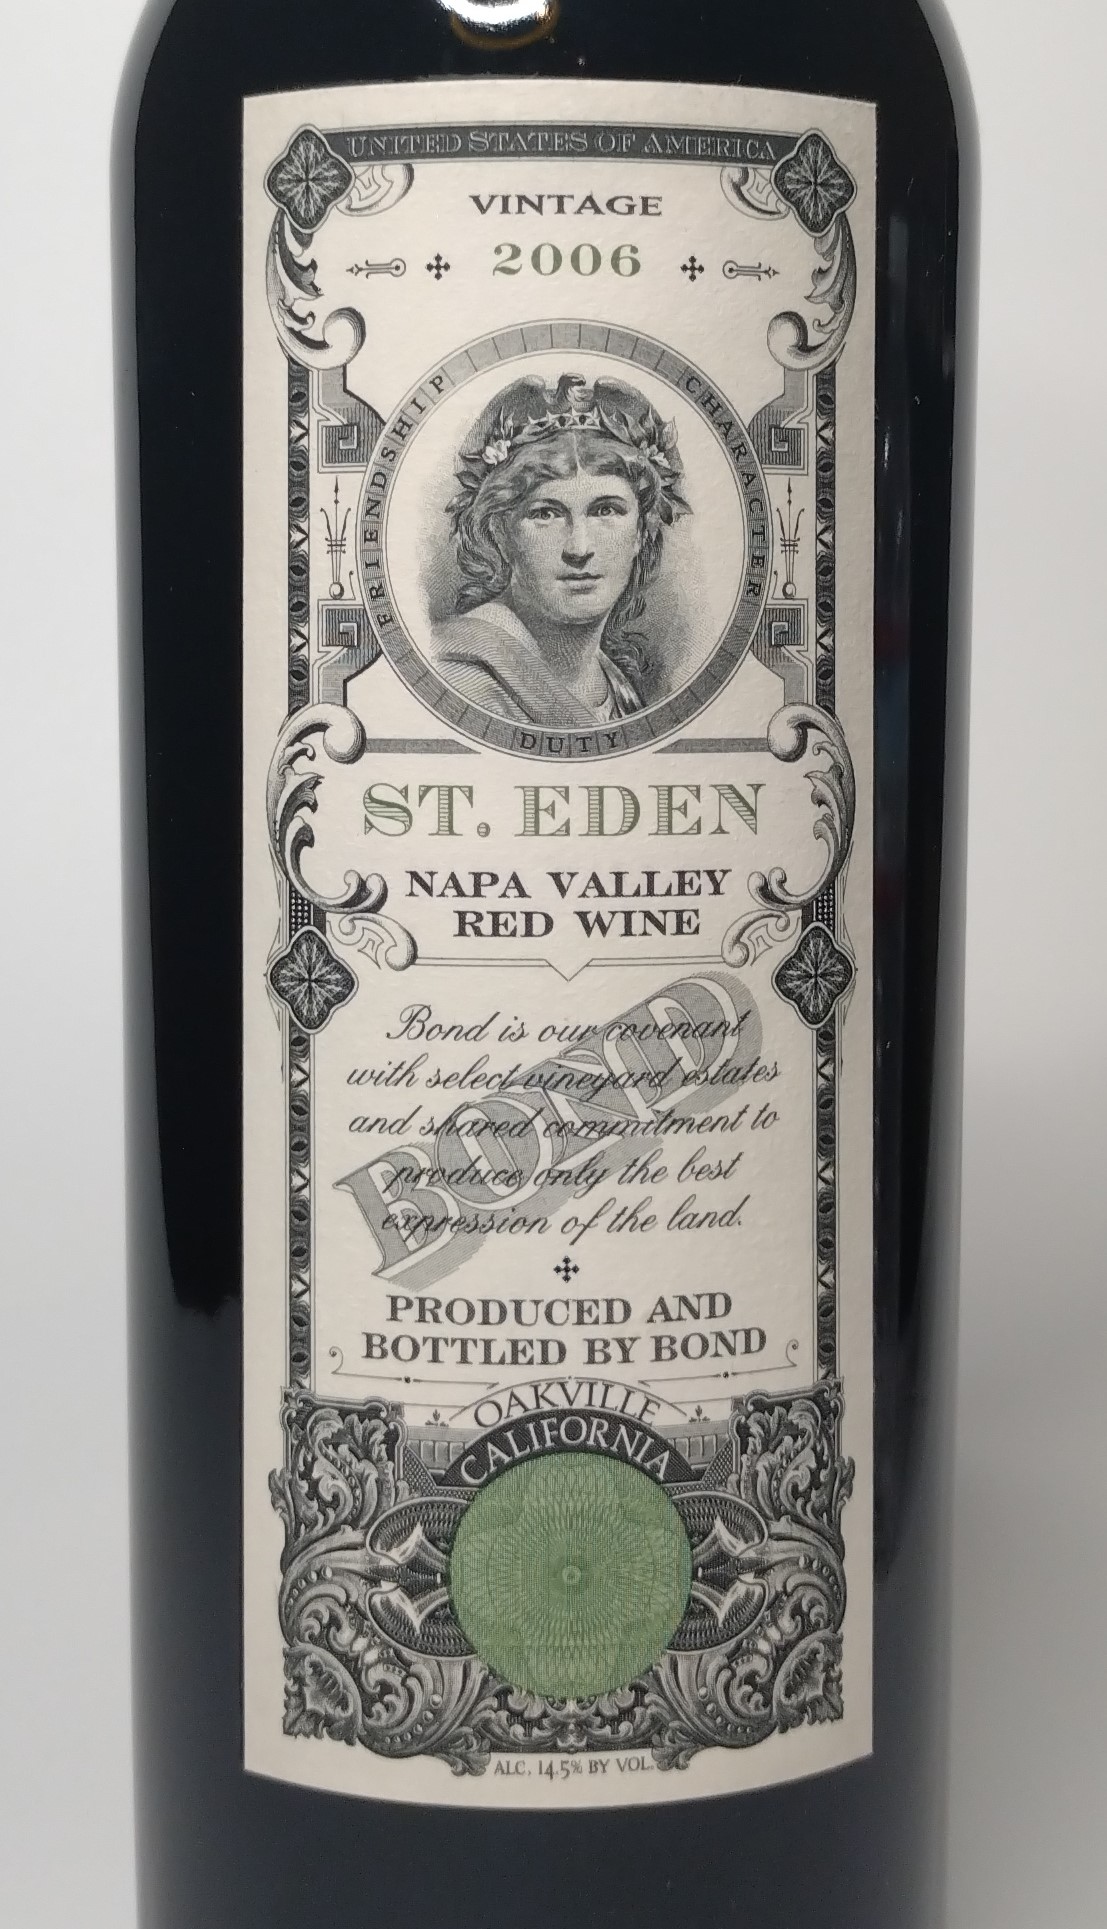 UNITED STATES OF AMERICA
VINTAGE
2006
FRIENDSHIP
CHARACTER
DUTY
ST. EDEN
NAPA VALLEY
RED WINE
BOND
Bond is our covenant
with select vineyard estates
and shared commitment to
produce only the best
expression of the land.
PRODUCED AND
BOTTLED BY BOND
OAKVILLE
CALIFORNIA
ALC. 14.5% BY VOL.